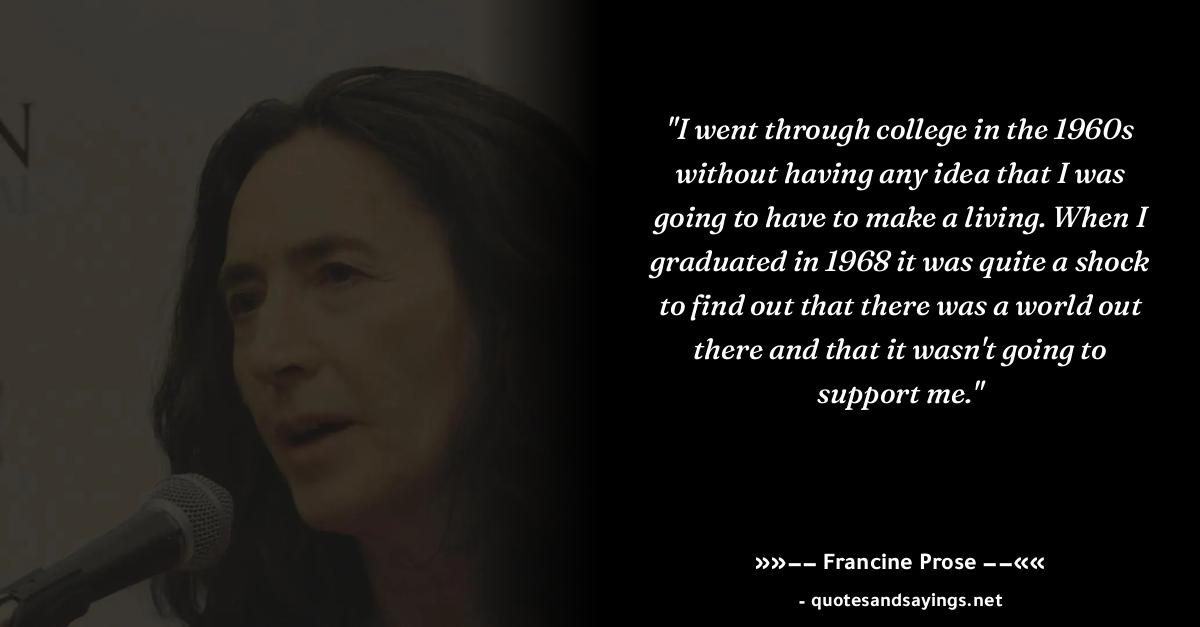 N
"I went through college in the 1960s
without having any idea that I was
going to have to make a living. When I
graduated in 1968 it was quite a shock
to find out that there was a world out
there and that it wasn't going to
support me."
»»–– Francine Prose ––««
- quotesandsayings.net